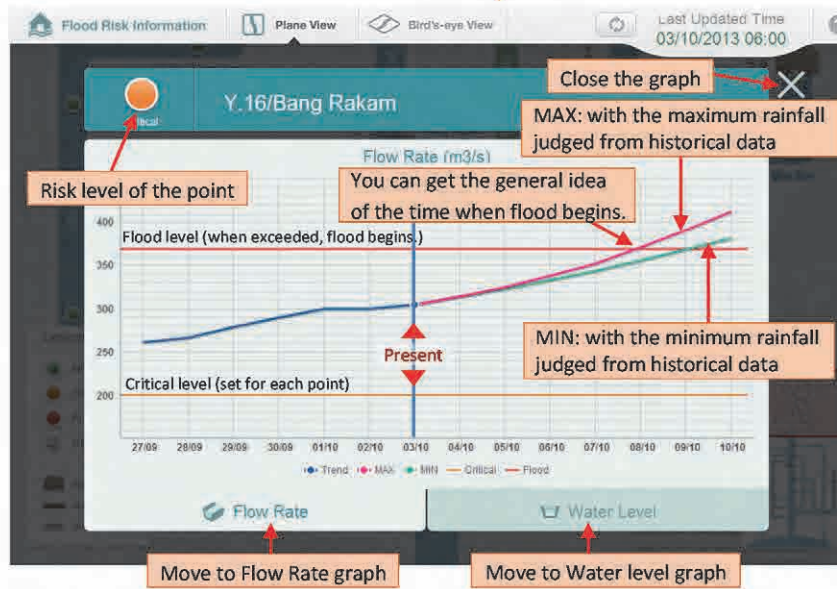 Flood Risk Information
Plane View
Bird's-eye View
Last Updated Time
03/10/2013 06:00
Close the graph
Y.16/Bang Rakam
MAX: with the maximum rainfall
judged from historical data
Flow Rate (m3/s)
Risk level of the point
You can get the general idea
of the time when flood begins.
400
Flood level (when exceeded, flood begins.)
350
300
MIN: with the minimum rainfall
judged from historical data
250
Present
Critical level (set for each point)
200
27/09 28/09 29/09 30/09 01/10 02/10 03/10 04/10 05/10 06/10 07/10 08/10 09/10 10/10
Trend MAX MIN Critical Flood
Flow Rate
Water Level
Move to Flow Rate graph
Move to Water level graph